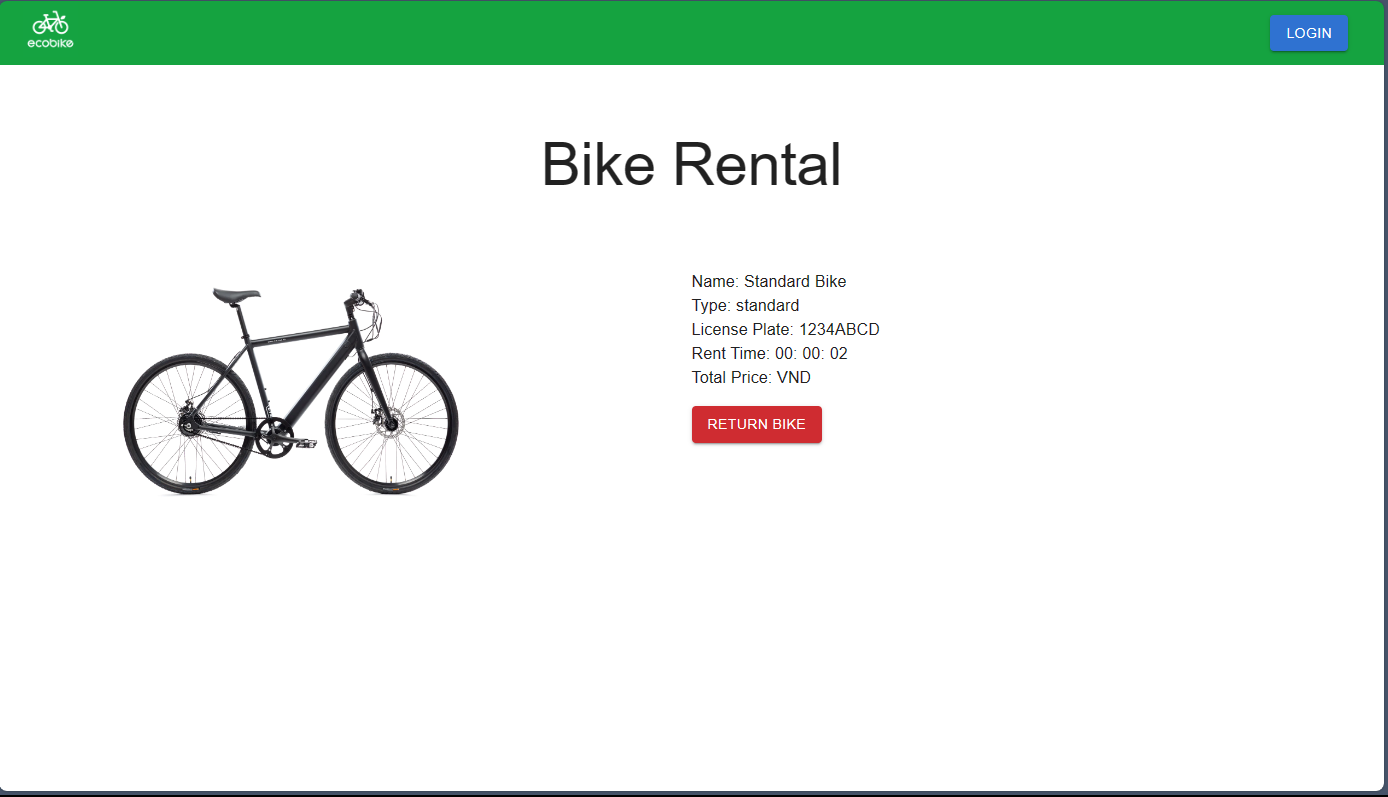 ecobike
LOGIN
Bike Rental
Name: Standard Bike
Type: standard
License Plate: 1234ABCD
Rent Time: 00: 00: 02
Total Price: VND
RETURN BIKE